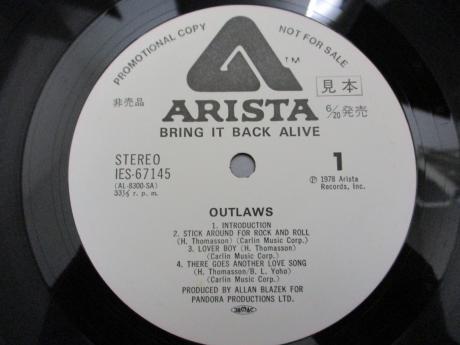 PROMOTIONAL COPY
NOT FOR SALE
TM
非売品
見本
ARISTA
6/20発売
BRING IT BACK ALIVE
STEREO
IES-67145
(AL-8300-SA)
33⅓ r. p. m.
1
Ⓟ 1978 Arista
Records, Inc.
OUTLAWS
1. INTRODUCTION
2. STICK AROUND FOR ROCK AND ROLL
(H. Thomasson) (Carlin Music Corp.)
3. LOVER BOY (H. Thomasson)
(Carlin Music Corp.)
4. THERE GOES ANOTHER LOVE SONG
(H. Thomasson/B. L. Yoho)
(Carlin Music Corp.)
PRODUCED BY ALLAN BLAZEK FOR
PANDORA PRODUCTIONS LTD.
JASRAC